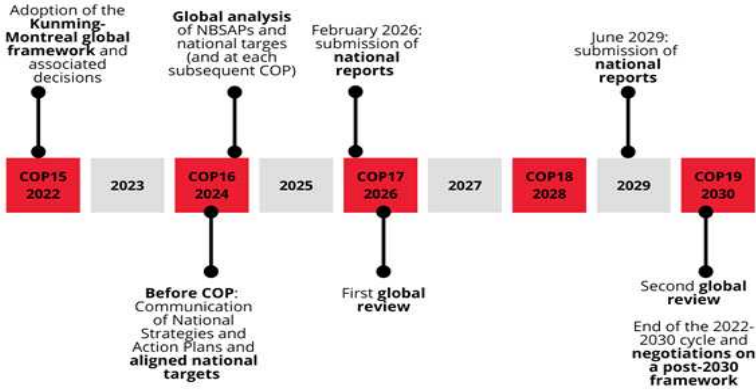 Adoption of the
Kunming-
Montreal global
framework and
associated
decisions
Global analysis
of NBSAPs and
national targes
(and at each
subsequent COP)
February 2026:
submission of
national
reports
June 2029:
submission of
national
reports
COP15
2022
2023
COP16
2024
2025
COP17
2026
2027
COP18
2028
2029
COP19
2030
Before COP:
Communication
of National
Strategies and
Action Plans and
aligned national
targets
First global
review
Second global
review
End of the 2022-
2030 cycle and
negotiations on
a post-2030
framework